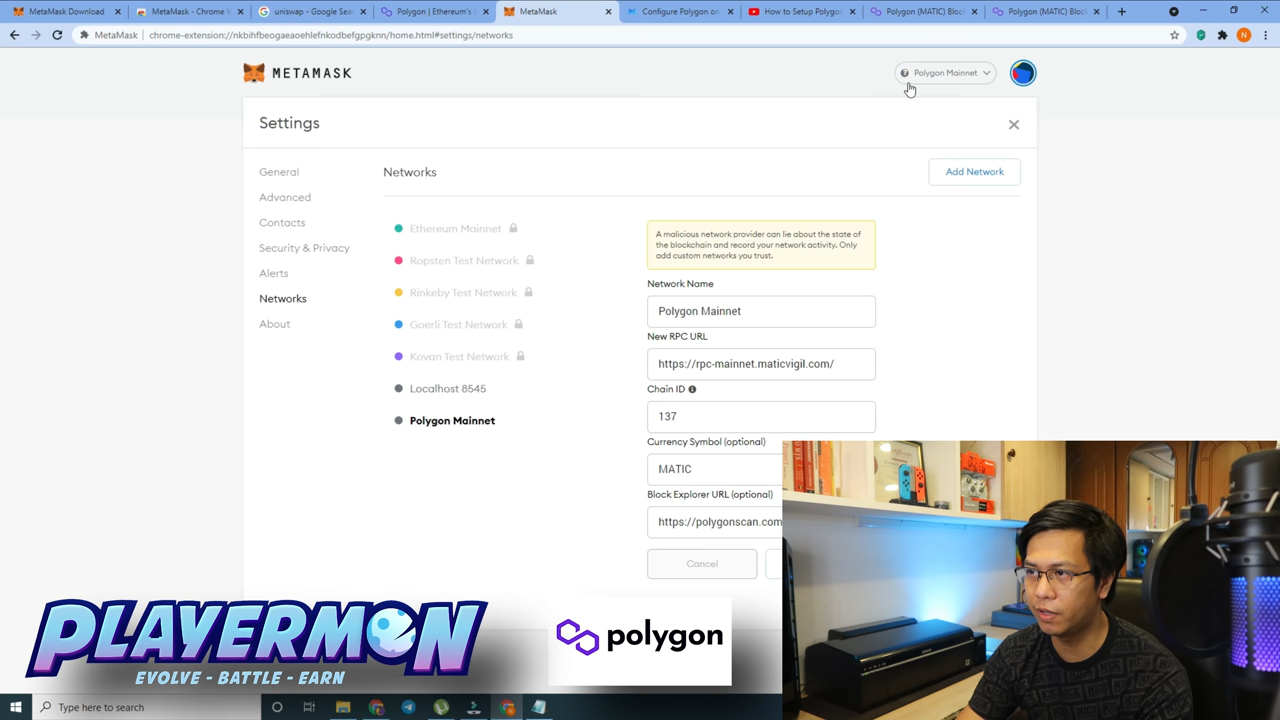 MetaMask Download
MetaMask - Chrome W
uniswap - Google Sea
Polygon | Ethereum's
MetaMask
Configure Polygon on
How to Setup Polygon
Polygon (MATIC) Block
Polygon (MATIC) Block
MetaMask
chrome-extension://nkbihfbeogaeaoehlefnkodbefgpgknn/home.html#settings/networks
N
METAMASK
Polygon Mainnet
Settings
General
Advanced
Contacts
Security & Privacy
Alerts
Networks
About
Networks
Add Network
Ethereum Mainnet
Ropsten Test Network
Rinkeby Test Network
Goerli Test Network
Kovan Test Network
Localhost 8545
Polygon Mainnet
A malicious network provider can lie about the state of
the blockchain and record your network activity. Only
add custom networks you trust.
Network Name
Polygon Mainnet
New RPC URL
https://rpc-mainnet.maticvigil.com/
Chain ID
137
Currency Symbol (optional)
MATIC
Block Explorer URL (optional)
https://polygonscan.com
Cancel
PLAYERMON
EVOLVE - BATTLE - EARN
polygon
Type here to search